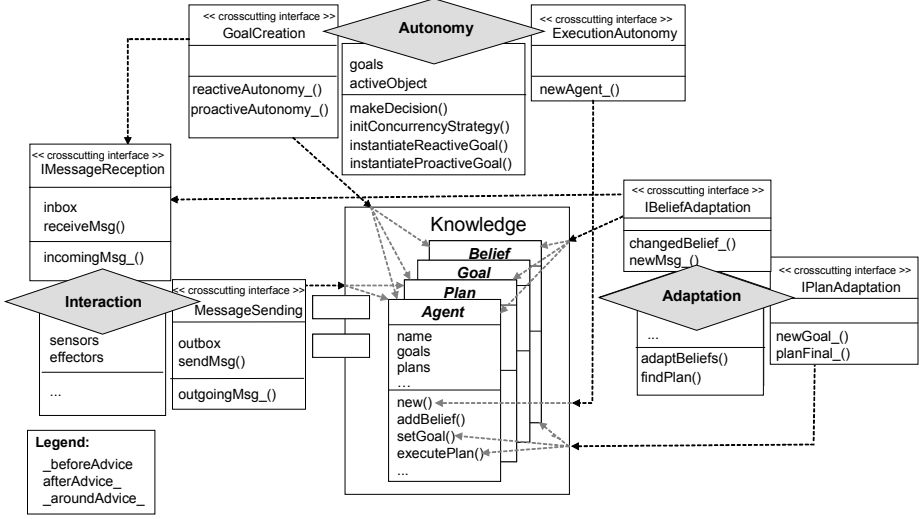 << crosscutting interface >>
GoalCreation
reactiveAutonomy_()
proactiveAutonomy_()
Autonomy
goals
activeObject
makeDecision()
initConcurrencyStrategy()
instantiateReactiveGoal()
instantiateProactiveGoal()
<< crosscutting interface >>
ExecutionAutonomy
newAgent_()
<< crosscutting interface >>
IMessageReception
inbox
receiveMsg()
incomingMsg_()
Interaction
sensors
effectors
...
<< crosscutting interface >>
MessageSending
outbox
sendMsg()
outgoingMsg_()
Knowledge
Belief
Goal
Plan
Agent
name
goals
plans
...
new()
addBelief()
setGoal()
executePlan()
...
<< crosscutting interface >>
IBeliefAdaptation
changedBelief_()
newMsg_()
Adaptation
...
adaptBeliefs()
findPlan()
<< crosscutting interface >>
IPlanAdaptation
newGoal_()
planFinal_()
Legend:
_beforeAdvice
afterAdvice_
_aroundAdvice_